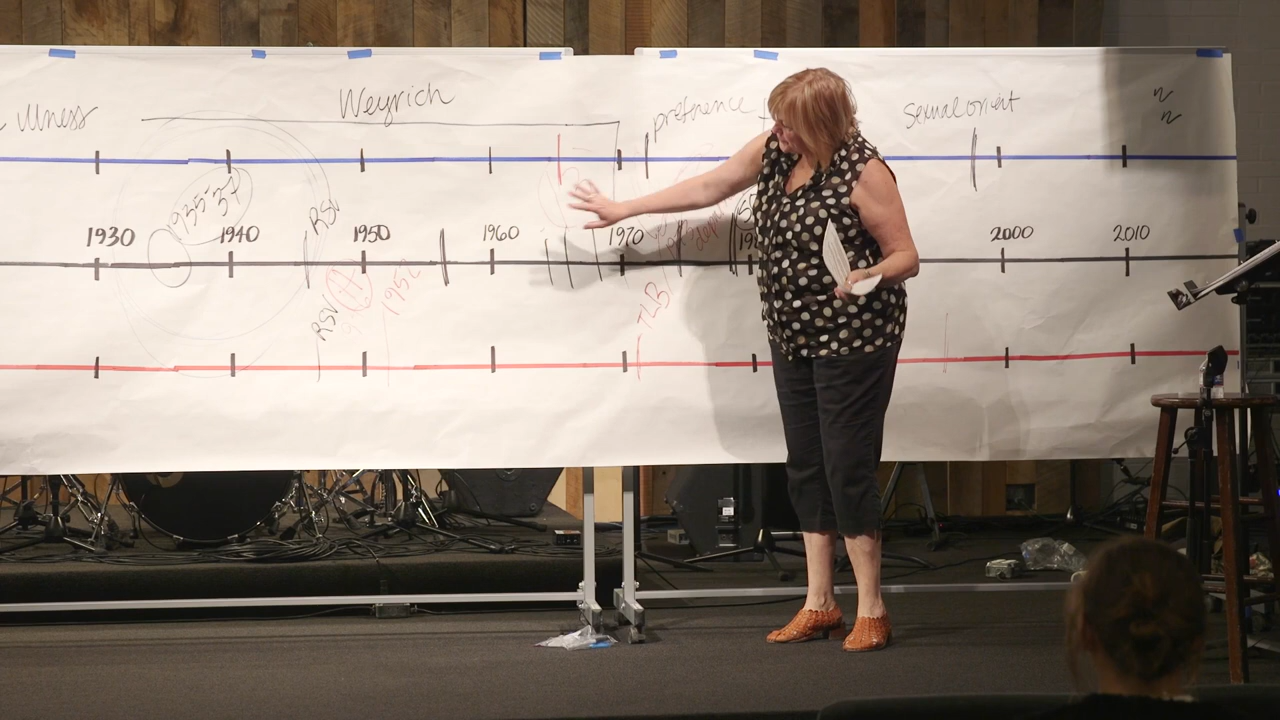 illness
Weyrich
preference
Sexual orient
1935-37
RSV
1930
1940
1950
1960
1970
2000
2010
RSV
1952
TLB